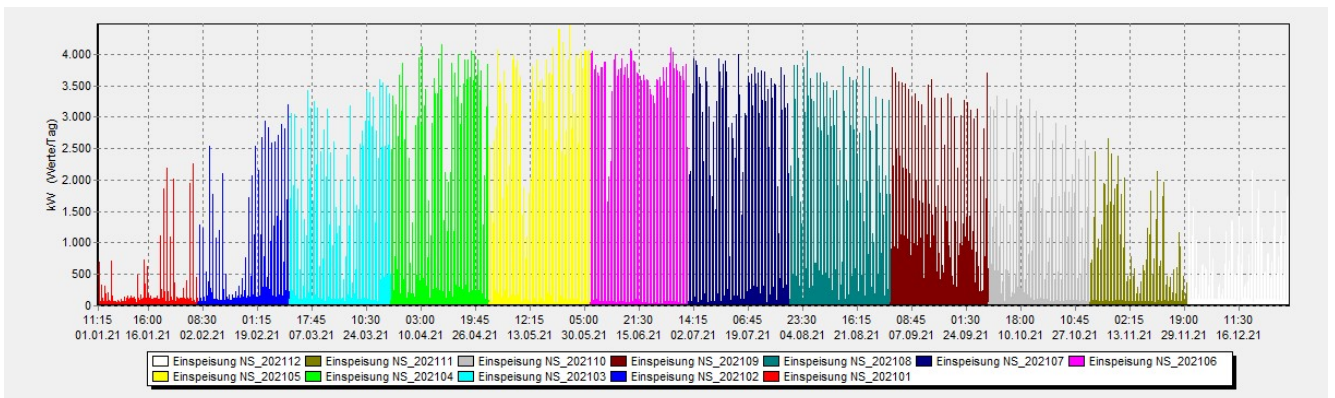 kW (Werte/Tag)
4.000
3.500
3.000
2.500
2.000
1.500
1.000
500
0
11:15 16:00 08:30 01:15 17:45 10:30 03:00 19:45 12:15 05:00 21:30 14:15 06:45 23:30 16:15 08:45 01:30 18:00 10:45 02:15 19:00 11:30
01.01.21 16.01.21 02.02.21 19.02.21 07.03.21 24.03.21 10.04.21 26.04.21 13.05.21 30.05.21 15.06.21 02.07.21 19.07.21 04.08.21 21.08.21 07.09.21 24.09.21 10.10.21 27.10.21 13.11.21 29.11.21 16.12.21
Einspeisung NS_202112 Einspeisung NS_202111 Einspeisung NS_202110 Einspeisung NS_202109 Einspeisung NS_202108 Einspeisung NS_202107 Einspeisung NS_202106
Einspeisung NS_202105 Einspeisung NS_202104 Einspeisung NS_202103 Einspeisung NS_202102 Einspeisung NS_202101